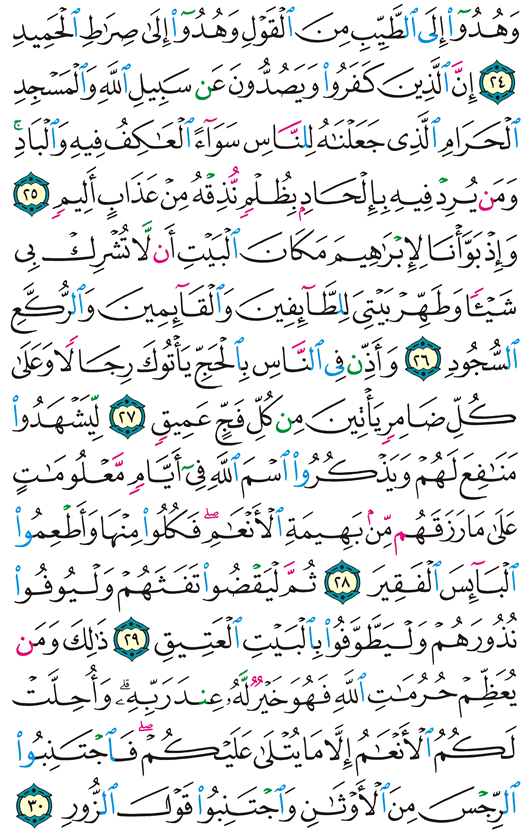 وَهُدُوٓا۟ إِلَى ٱلطَّيِّبِ مِنَ ٱلْقَوْلِ وَهُدُوٓا۟ إِلَىٰ صِرَٰطِ ٱلْحَمِيدِ
۝٢٤ إِنَّ ٱلَّذِينَ كَفَرُوا۟ وَيَصُدُّونَ عَن سَبِيلِ ٱللَّهِ وَٱلْمَسْجِدِ
ٱلْحَرَامِ ٱلَّذِى جَعَلْنَٰهُ لِلنَّاسِ سَوَآءً ٱلْعَٰكِفُ فِيهِ وَٱلْبَادِ ۚ
وَمَن يُرِدْ فِيهِ بِإِلْحَادٍۭ بِظُلْمٍ نُّذِقْهُ مِنْ عَذَابٍ أَلِيمٍ ۝٢٥
وَإِذْ بَوَّأْنَا لِإِبْرَٰهِيمَ مَكَانَ ٱلْبَيْتِ أَن لَّا تُشْرِكْ بِى
شَيْـًٔا وَطَهِّرْ بَيْتِىَ لِلطَّآئِفِينَ وَٱلْقَآئِمِينَ وَٱلرُّكَّعِ
ٱلسُّجُودِ ۝٢٦ وَأَذِّن فِى ٱلنَّاسِ بِٱلْحَجِّ يَأْتُوكَ رِجَالًا وَعَلَىٰ
كُلِّ ضَامِرٍ يَأْتِينَ مِن كُلِّ فَجٍّ عَمِيقٍ ۝٢٧ لِّيَشْهَدُوا۟
مَنَٰفِعَ لَهُمْ وَيَذْكُرُوا۟ ٱسْمَ ٱللَّهِ فِىٓ أَيَّامٍ مَّعْلُومَٰتٍ
عَلَىٰ مَا رَزَقَهُم مِّنۢ بَهِيمَةِ ٱلْأَنْعَٰمِ ۖ فَكُلُوا۟ مِنْهَا وَأَطْعِمُوا۟
ٱلْبَآئِسَ ٱلْفَقِيرَ ۝٢٨ ثُمَّ لْيَقْضُوا۟ تَفَثَهُمْ وَلْيُوفُوا۟
نُذُورَهُمْ وَلْيَطَّوَّفُوا۟ بِٱلْبَيْتِ ٱلْعَتِيقِ ۝٢٩ ذَٰلِكَ وَمَن
يُعَظِّمْ حُرُمَٰتِ ٱللَّهِ فَهُوَ خَيْرٌ لَّهُۥ عِندَ رَبِّهِۦ ۗ وَأُحِلَّتْ
لَكُمُ ٱلْأَنْعَٰمُ إِلَّا مَا يُتْلَىٰ عَلَيْكُمْ ۖ فَٱجْتَنِبُوا۟
ٱلرِّجْسَ مِنَ ٱلْأَوْثَٰنِ وَٱجْتَنِبُوا۟ قَوْلَ ٱلزُّورِ ۝٣٠